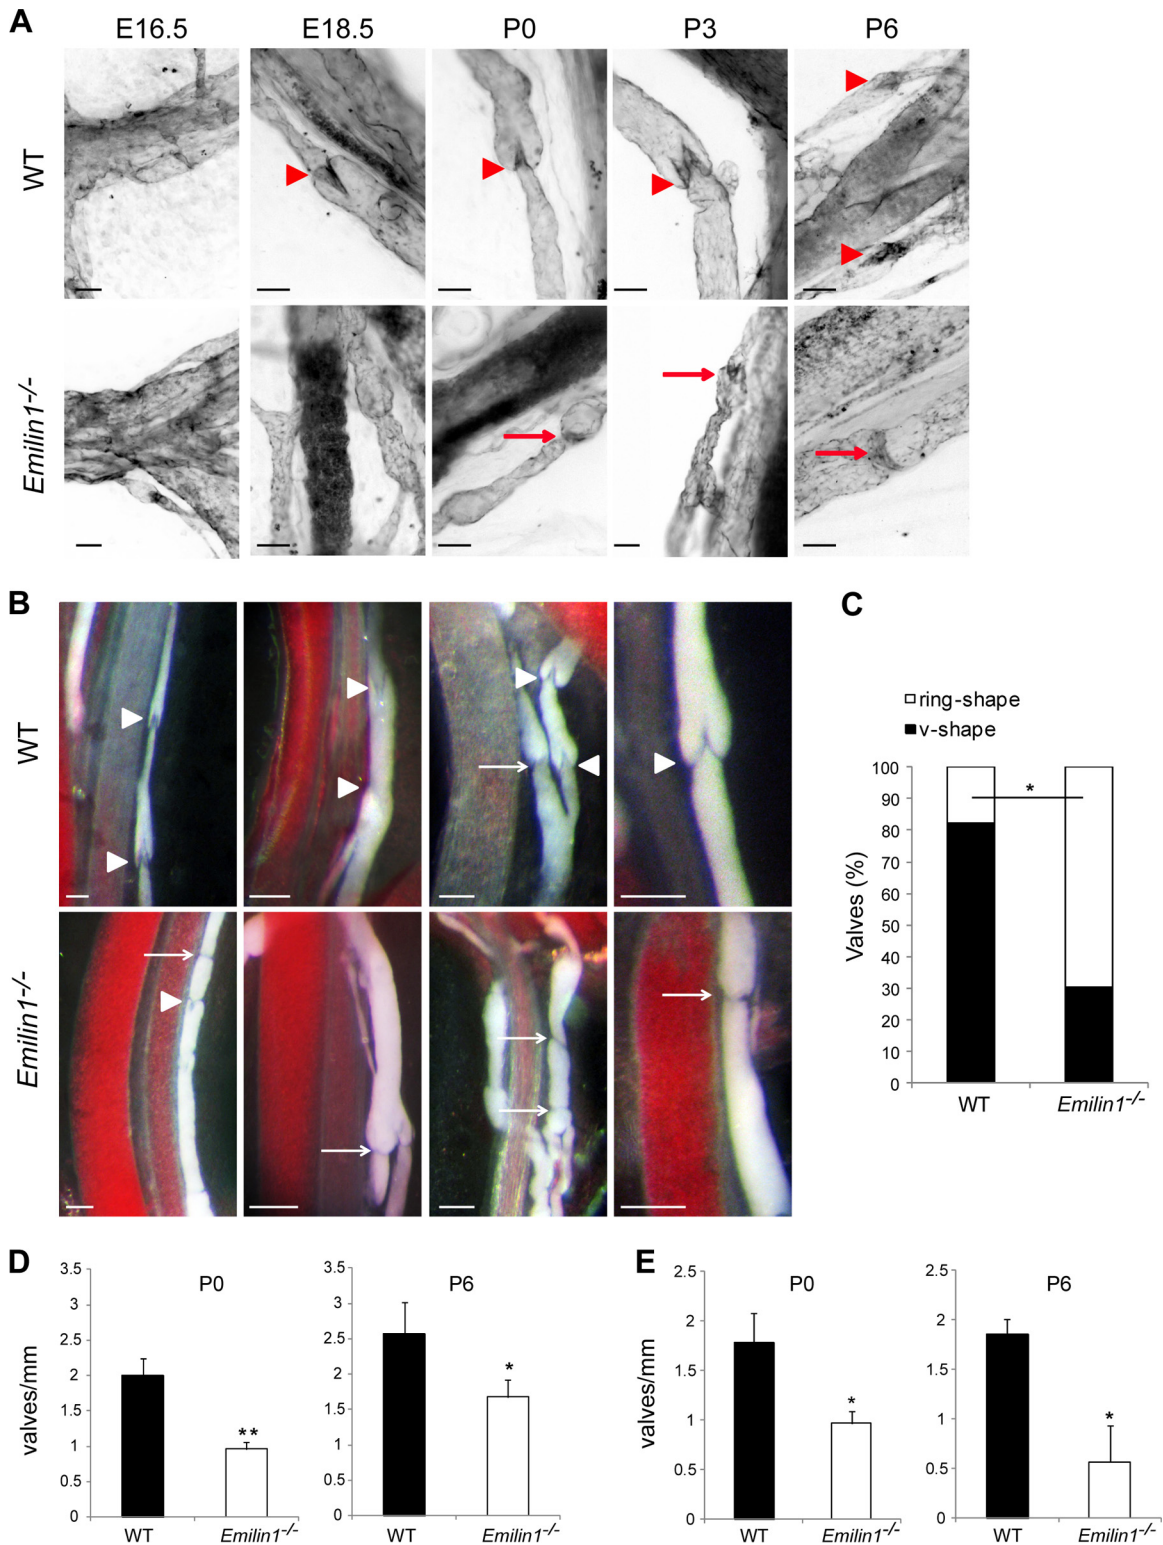 A
E16.5 E18.5 P0 P3 P6
WT
Emilin1-/-
B
WT
Emilin1-/-
C
ring-shape
v-shape
100
90
80
70
60
50
40
30
20
10
0
Valves (%)
*
WT Emilin1-/-
D
valves/mm
3.5
3
2.5
2
1.5
1
0.5
0
P0
**
WT Emilin1-/-
3.5
3
2.5
2
1.5
1
0.5
0
P6
*
WT Emilin1-/-
E
valves/mm
2.5
2
1.5
1
0.5
0
P0
*
WT Emilin1-/-
2.5
2
1.5
1
0.5
0
P6
*
WT Emilin1-/-